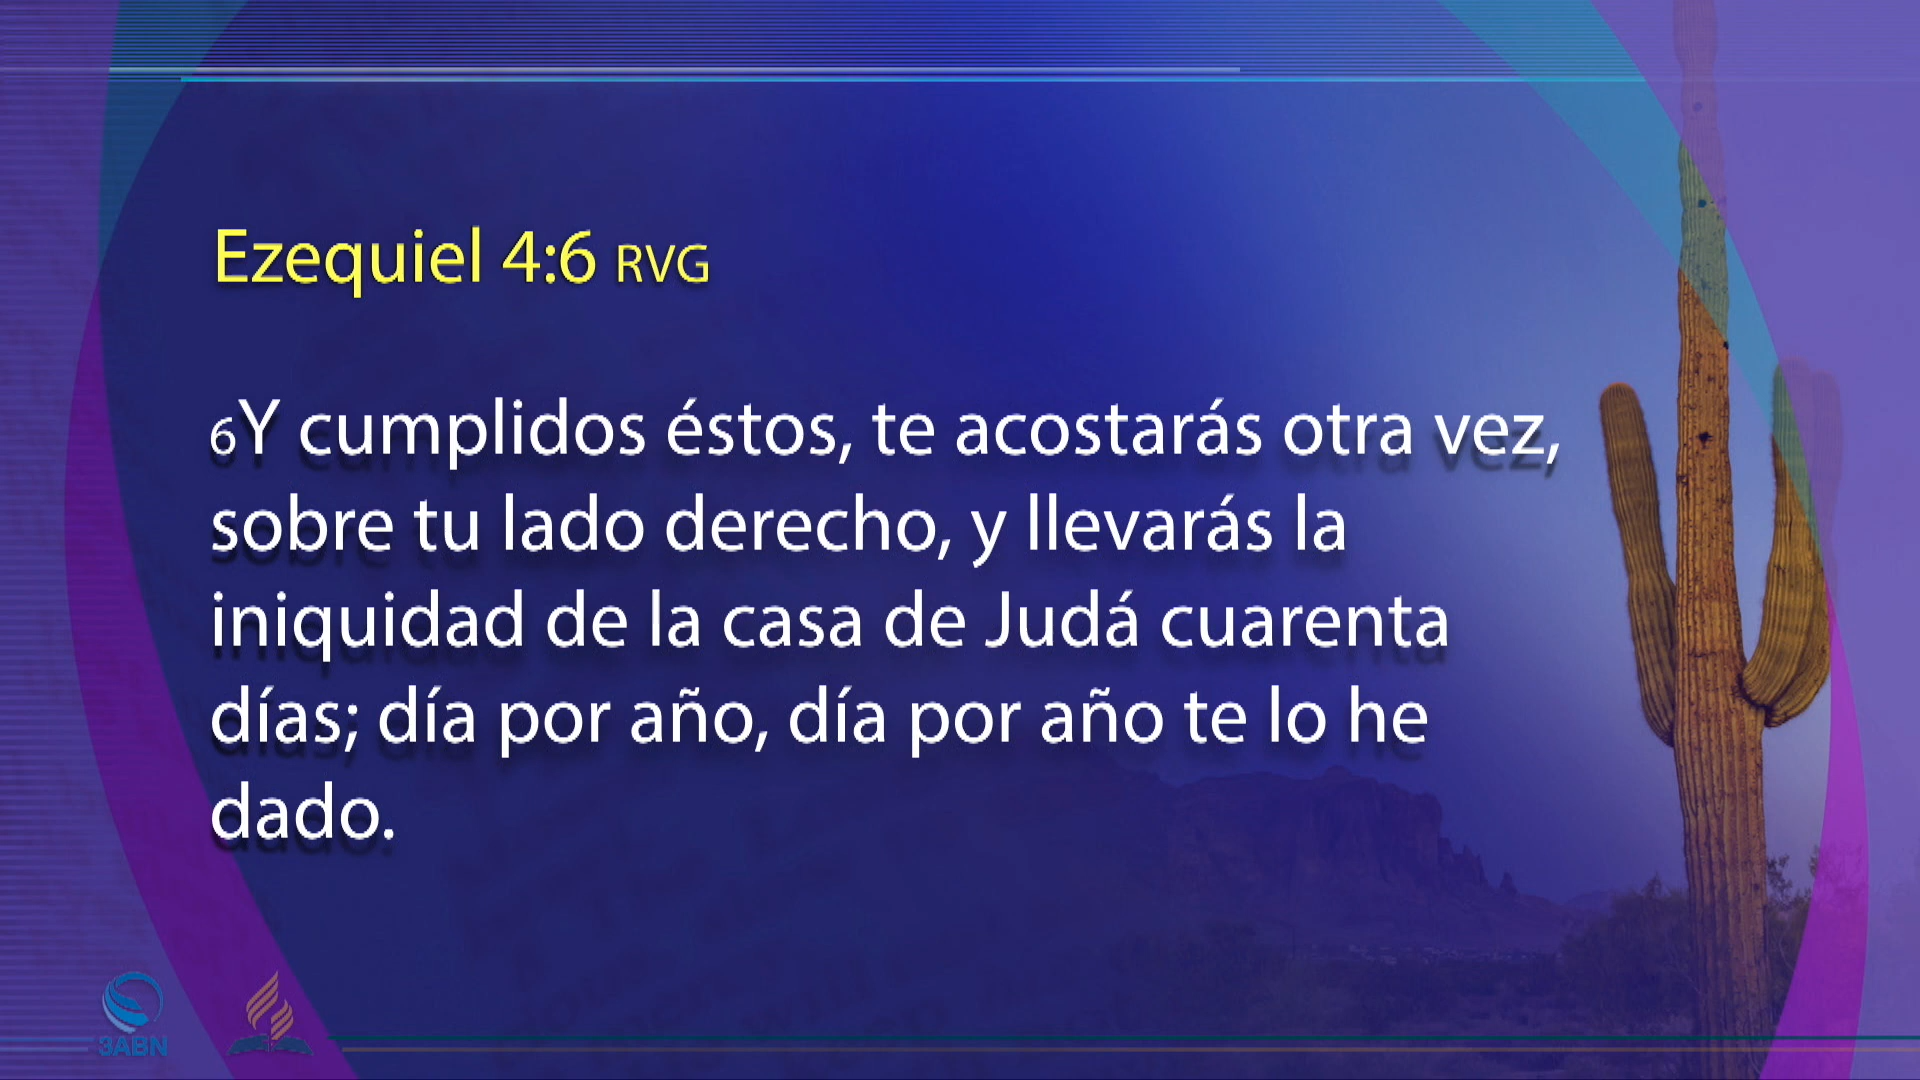 Ezequiel 4:6 RVG
6Y cumplidos éstos, te acostarás otra vez,
sobre tu lado derecho, y llevarás la
iniquidad de la casa de Judá cuarenta
días; día por año, día por año te lo he
dado.
3ABN